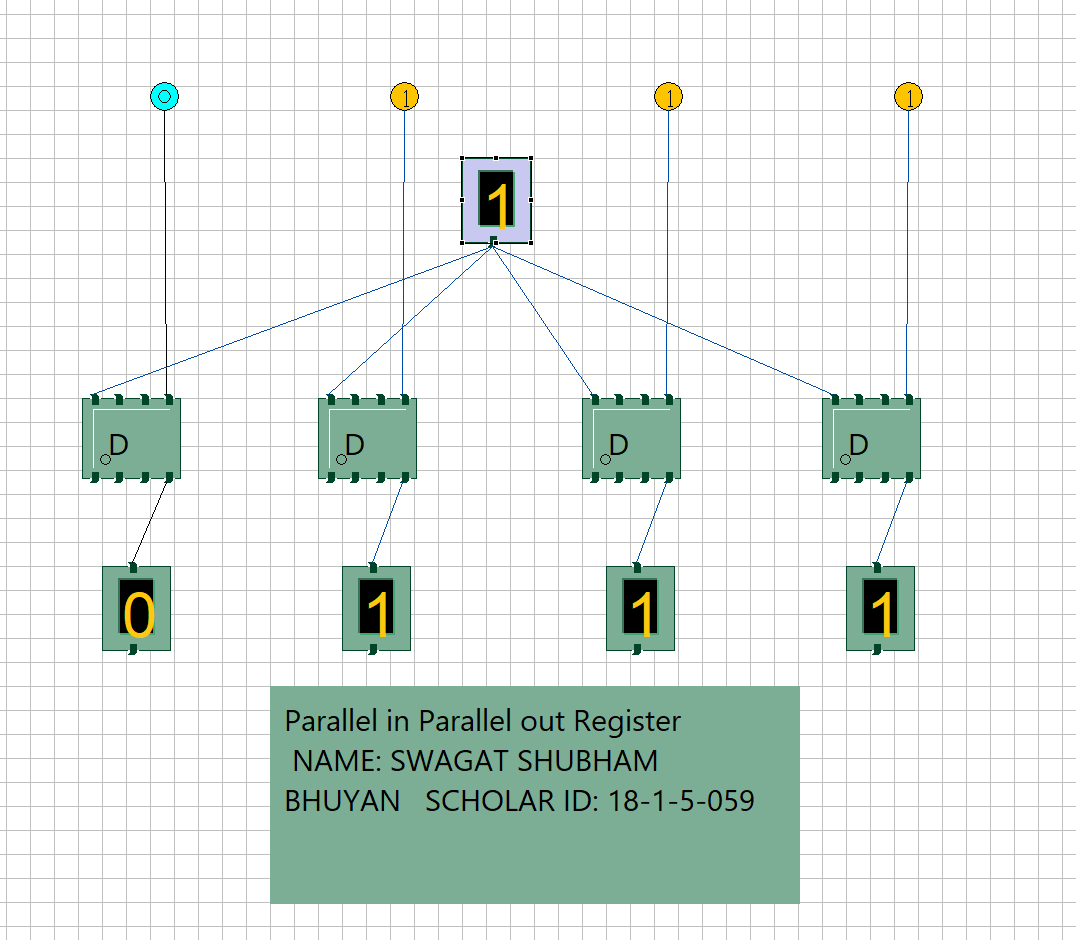 0 1 1 1
1
D D D D
0 1 1 1
Parallel in Parallel out Register
NAME: SWAGAT SHUBHAM
BHUYAN SCHOLAR ID: 18-1-5-059